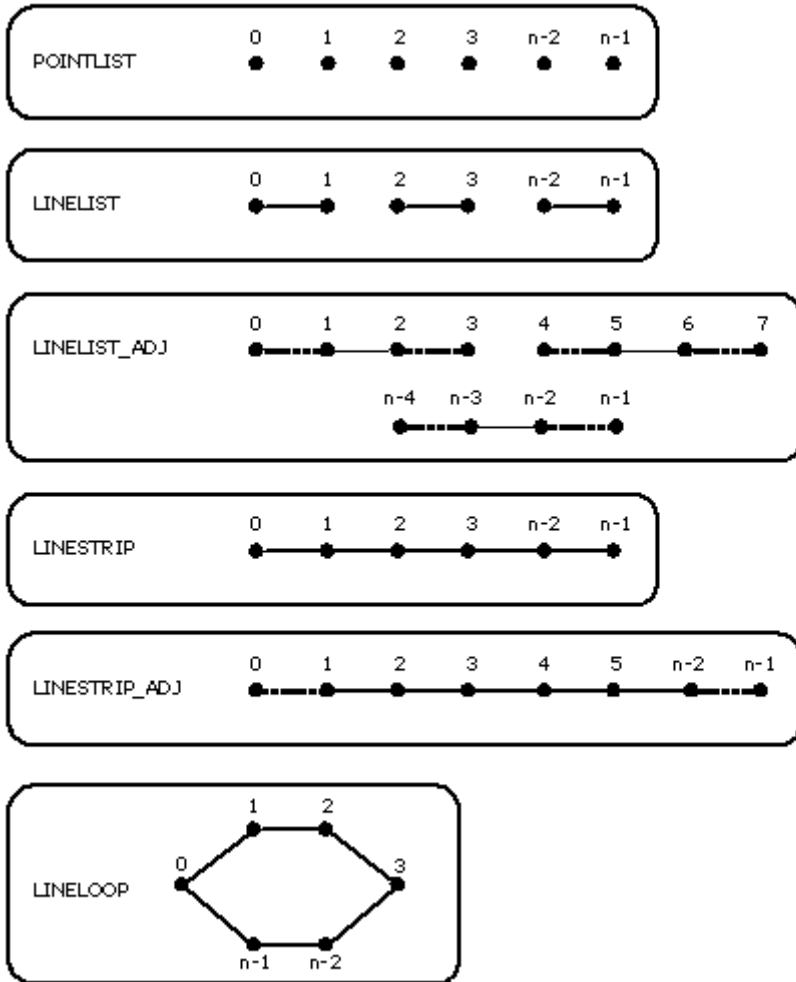 0 1 2 3 n-2 n-1
POINTLIST
0 1 2 3 n-2 n-1
LINELIST
0 1 2 3 4 5 6 7
LINELIST_ADJ
n-4 n-3 n-2 n-1
0 1 2 3 n-2 n-1
LINESTRIP
0 1 2 3 4 5 n-2 n-1
LINESTRIP_ADJ
1 2
0 3
LINELOOP
n-1 n-2